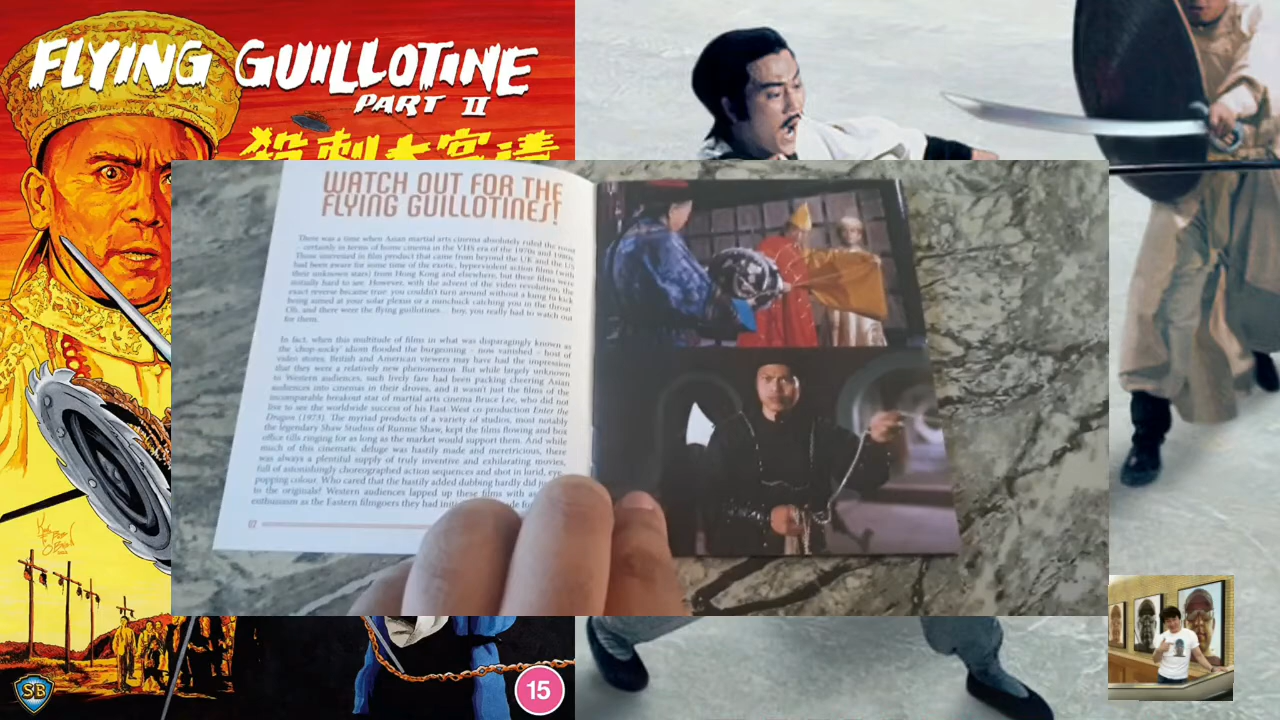 FLYING GUILLOTINE
PART II
殺刺大宮清
WATCH OUT FOR THE
FLYING GUILLOTINES!
There was a time when Asian martial arts cinema absolutely ruled the roost
– certainly in terms of home cinema in the VHS era of the 1970s and 1980s.
Those interested in film product that came from beyond the UK and the US
had been aware for some time of the exotic, hyperviolent action films (with
their unknown stars) from Hong Kong and elsewhere, but these films were
initially hard to see. However, with the advent of the video revolution, the
exact reverse became true: you couldn't turn around without a kung fu kick
being aimed at your solar plexus or a nunchuck catching you in the throat.
Oh, and there were the flying guillotines... boy, you really had to watch out
for them.
In fact, when this multitude of films in what was disparagingly known as
the 'chop-socky' idiom flooded the burgeoning – now vanished – host of
video stores, British and American viewers may have had the impression
that they were a relatively new phenomenon. But while largely unknown
to Western audiences, such lively fare had been packing cheering Asian
audiences into cinemas in their droves, and it wasn't just the films of the
incomparable breakout star of martial arts cinema Bruce Lee, who did not
live to see the worldwide success of his East-West co-production Enter the
Dragon (1973). The myriad products of a variety of studios, most notably
the legendary Shaw Studios of Runme Shaw, kept the films flowing and box
office tills ringing for as long as the market would support them. And while
much of this cinematic deluge was hastily made and meretricious, there
was always a plentiful supply of truly inventive and exhilarating movies,
full of astonishingly choreographed action sequences and shot in lurid, eye-
popping colour. Who cared that the hastily added dubbing hardly did
to the originals? Western audiences lapped up these films with as
enthusiasm as the Eastern filmgoers they had
07
SB
15